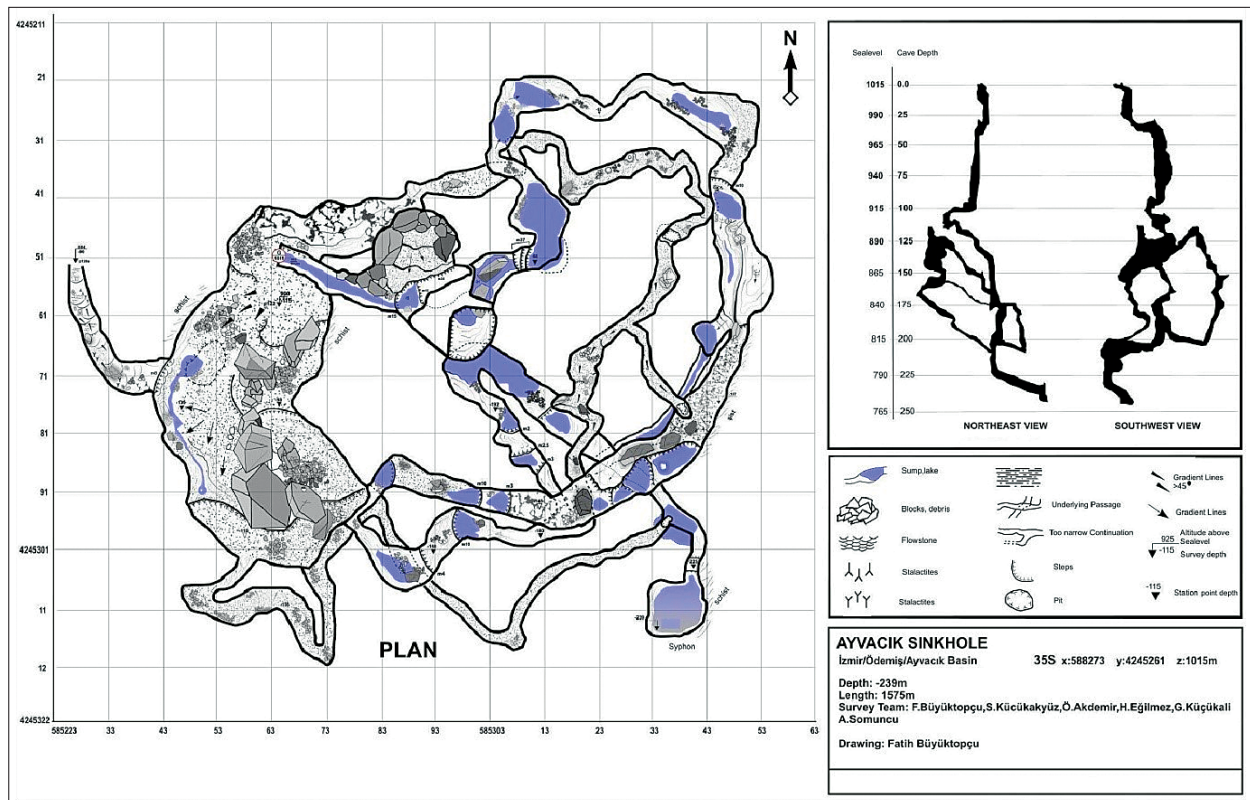 4245211
21
31
41
51
61
71
81
91
4245301
11
12
4245322
585223
33
43
53
63
73
83
93
585303
13
23
33
43
53
63
N
schist
schist
schist
Syphon
PLAN
Sealevel
Cave Depth
1015
0.0
990
25
965
50
940
75
915
100
890
125
865
150
840
175
815
200
790
225
765
250
NORTHEAST VIEW
SOUTHWEST VIEW
Sump,lake
Blocks, debris
Flowstone
Stalactites
Stalactites
Underlying Passage
Too narrow Continuation
Steps
Pit
Gradient Lines
>45°
Gradient Lines
Altitude above
Sealevel
925
-115
Survey depth
-115
Station point depth
AYVACIK SINKHOLE
İzmir/Ödemiş/Ayvacık Basin
35S x:588273 y:4245261 z:1015m
Depth: -239m
Length: 1575m
Survey Team: F.Büyüktopçu,S.Kücükakyüz,Ö.Akdemir,H.Eğilmez,G.Küçükali
A.Somuncu
Drawing: Fatih Büyüktopçu